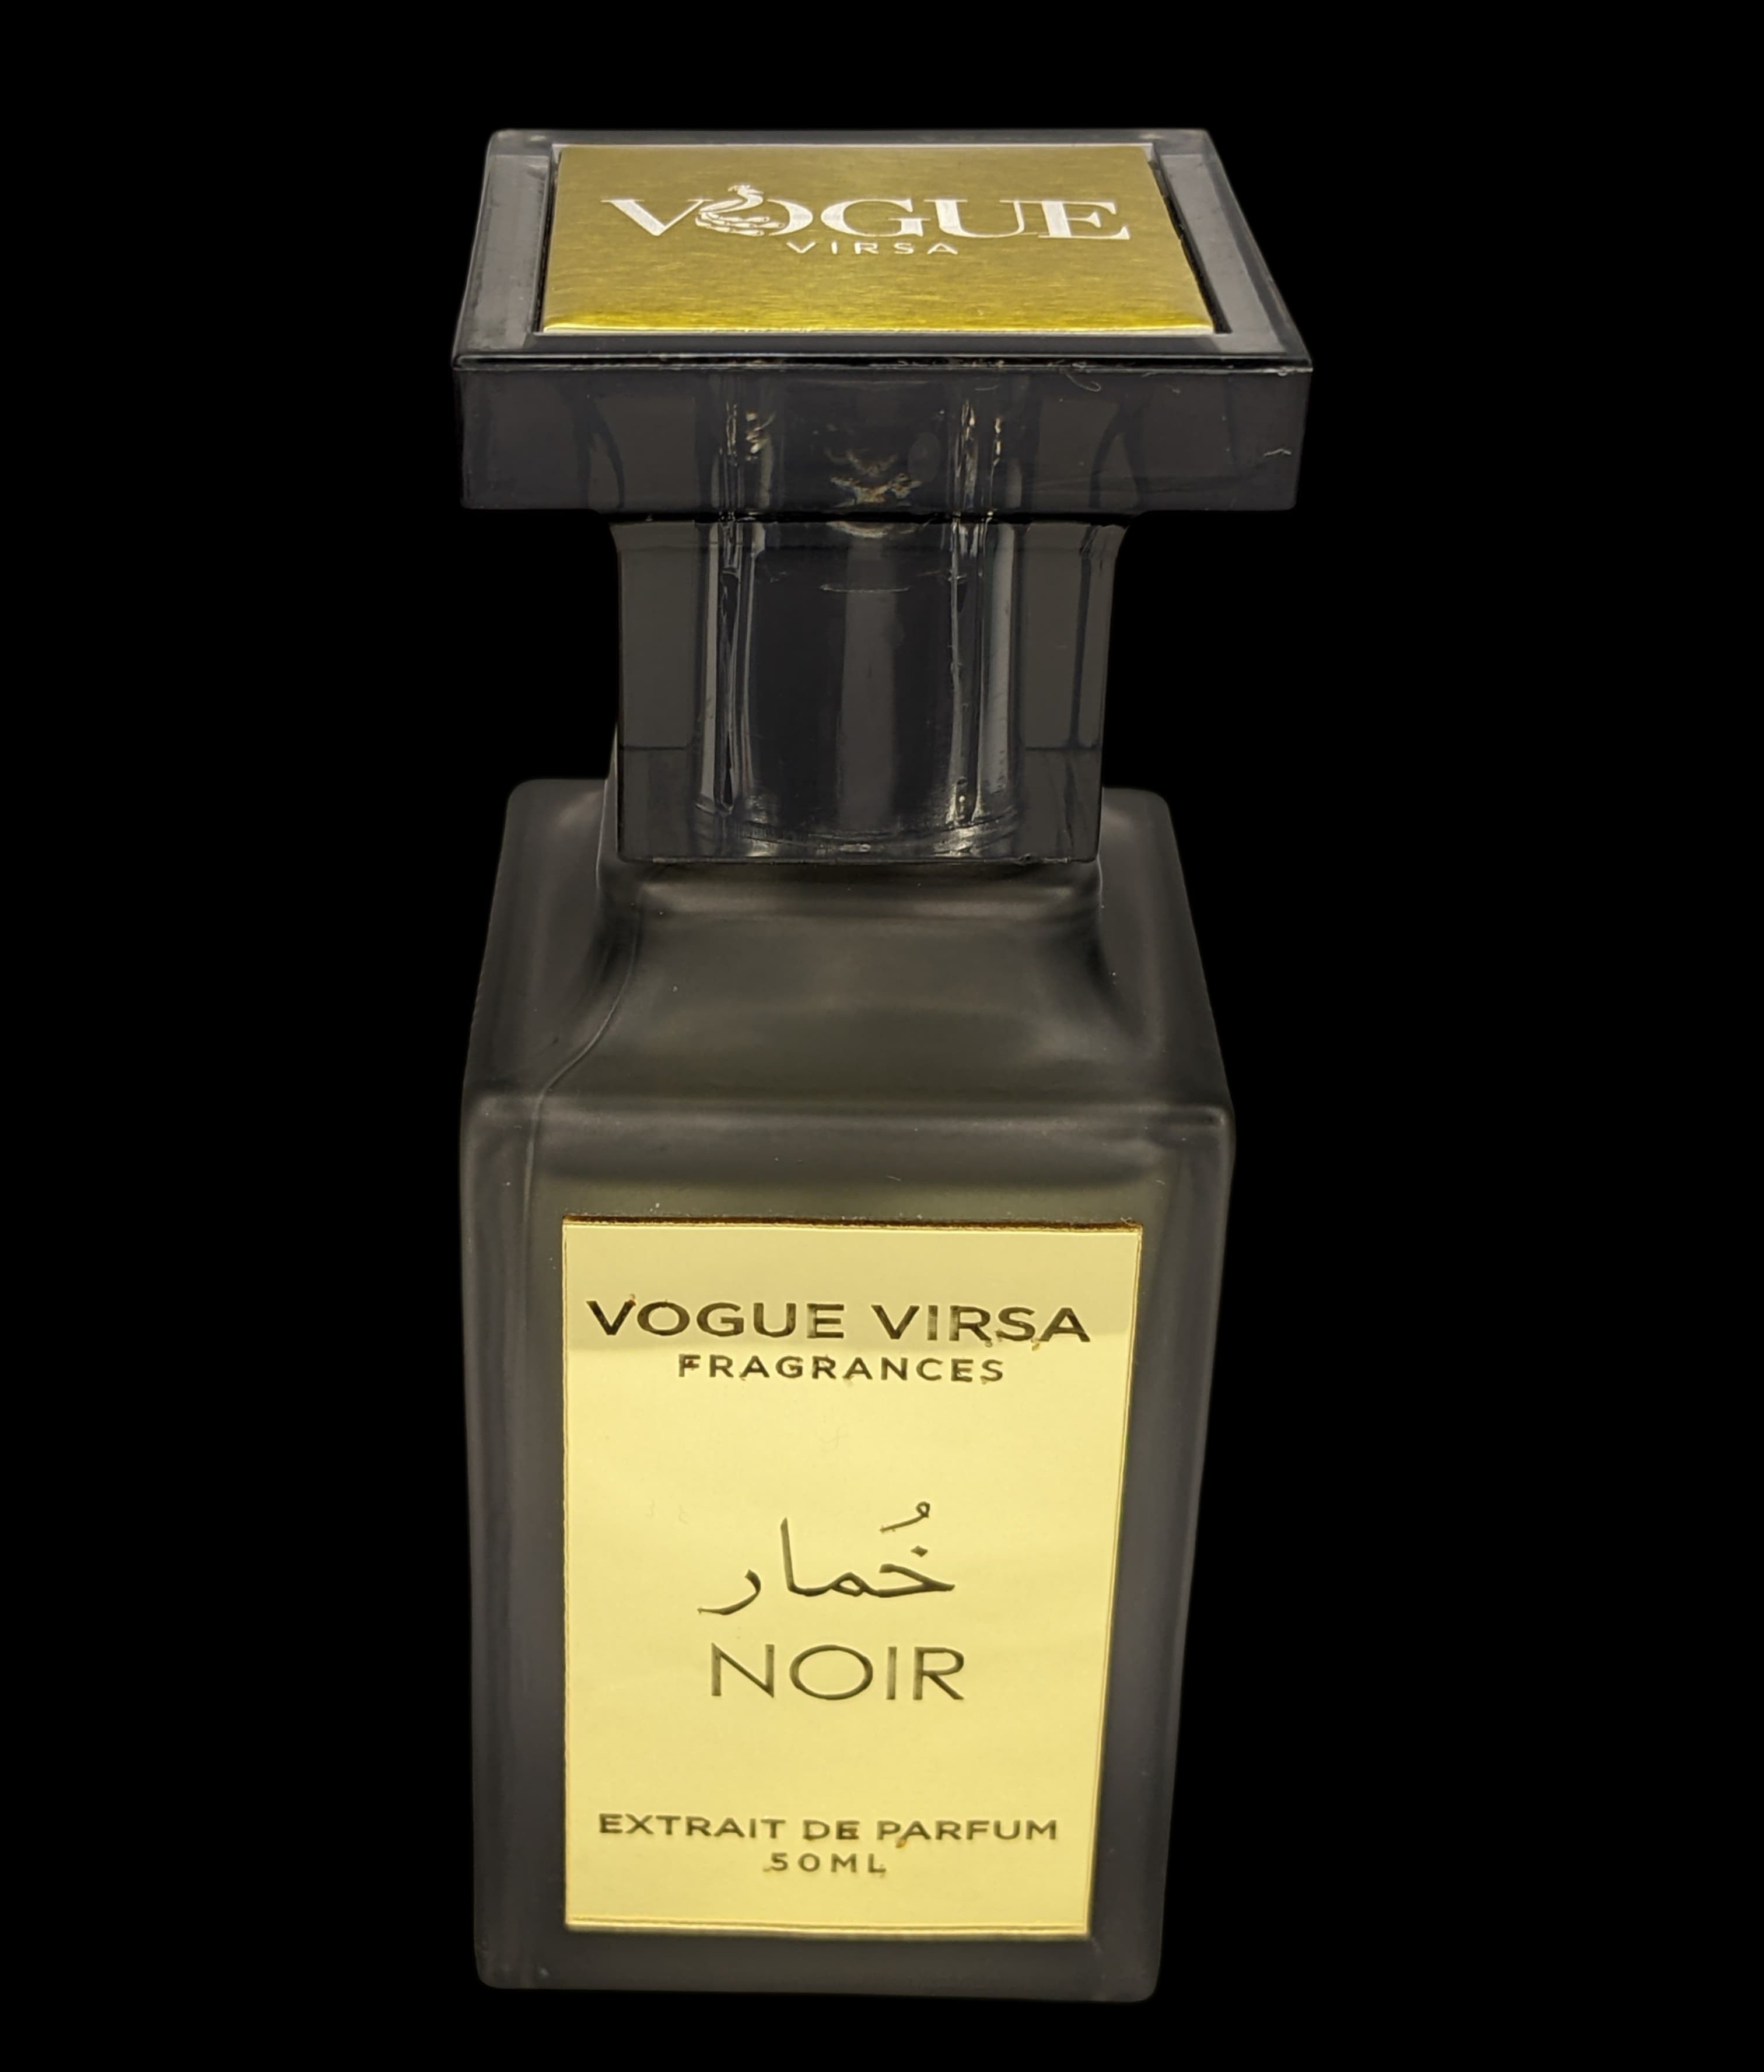 VOGUE
VIRSA
VOGUE VIRSA
FRAGRANCES
خُمار
NOIR
EXTRAIT DE PARFUM
50ML